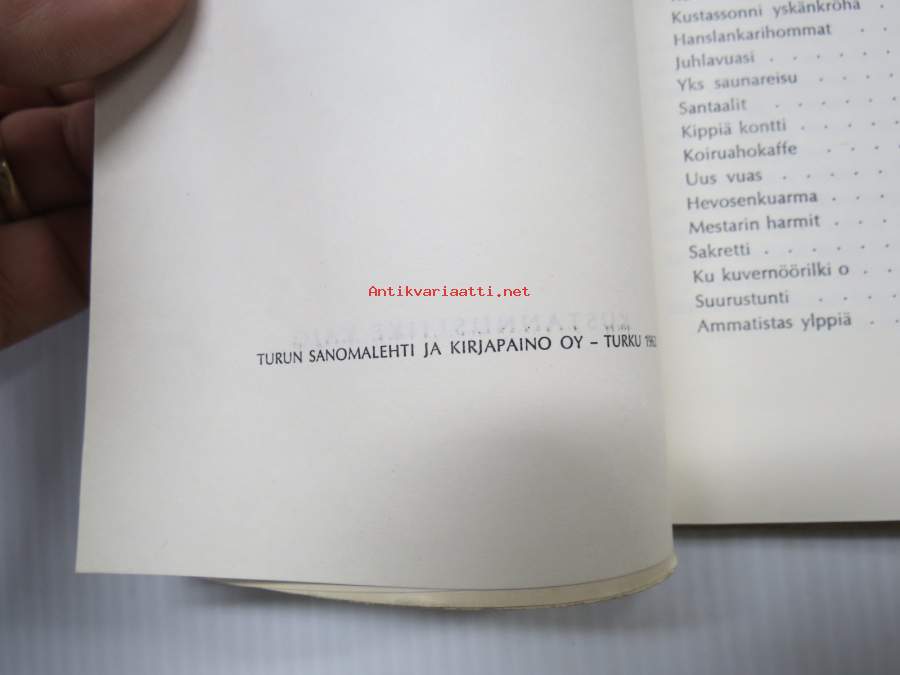 TURUN SANOMALEHTI JA KIRJAPAINO OY – TURKU
Kustassonni yskänkröhä
Hanslankarihommat
Juhlavuasi
Yks saunareisu
Santaalit
Kippiä kontti
Koiruahokaffe
Uus vuas
Hevosenkuarma
Mestarin harmit
Sakretti
Ku kuvernöörilki o
Suurustunti
Ammatistas ylppiä
Antikvariaatti.net